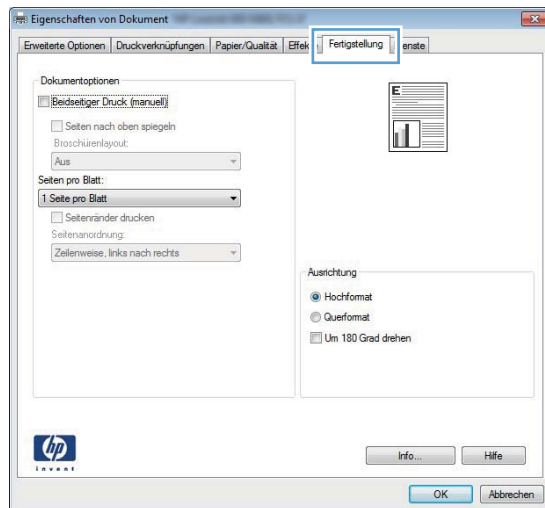 Eigenschaften von Dokument
Erweiterte Optionen Druckverknüpfungen Papier/Qualität Effek Fertigstellung enste
Dokumentoptionen
Beidseitiger Druck (manuell)
Seiten nach oben spiegeln
Broschürenlayout:
Aus
Seiten pro Blatt:
1 Seite pro Blatt
Seitenränder drucken
Seitenanordnung:
Zeilenweise, links nach rechts
E
Ausrichtung
Hochformat
Querformat
Um 180 Grad drehen
hp
invent
Info... Hilfe
OK Abbrechen